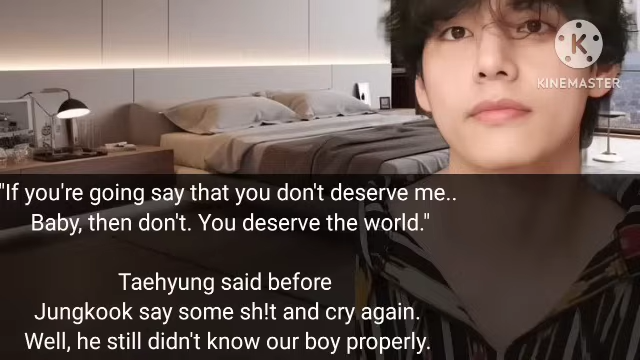 K
KINEMASTER
"If you're going say that you don't deserve me..
Baby, then don't. You deserve the world."
Taehyung said before
Jungkook say some sh!t and cry again.
Well, he still didn't know our boy properly.